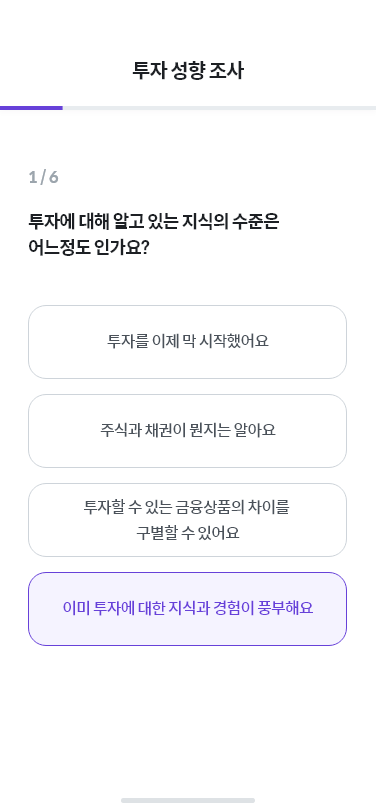 투자 성향 조사
1 / 6
투자에 대해 알고 있는 지식의 수준은
어느정도 인가요?
투자를 이제 막 시작했어요
주식과 채권이 뭔지는 알아요
투자할 수 있는 금융상품의 차이를
구별할 수 있어요
이미 투자에 대한 지식과 경험이 풍부해요